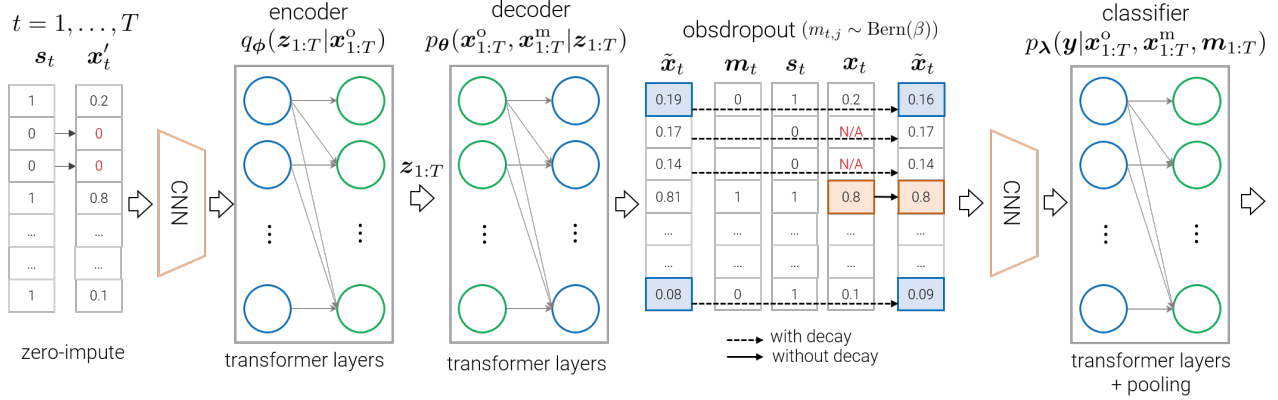 t = 1, . . . , T
s_t x′_t
1 0.2
0 0
0 0
1 0.8
... ...
... ...
1 0.1
zero-impute
CNN
encoder
q_ϕ(z_{1:T}|x^o_{1:T})
⋮ ⋮
transformer layers
z_{1:T}
decoder
p_θ(x^o_{1:T}, x^m_{1:T}|z_{1:T})
⋮ ⋮
transformer layers
obsdropout (m_{t,j} ∼ Bern(β))
x̃_t m_t s_t x_t x̃_t
0.19 0 1 0.2 0.16
0.17 0 N/A 0.17
0.14 0 N/A 0.14
0.81 1 1 0.8 0.8
... ... ... ... ...
... ... ... ... ...
0.08 0 1 0.1 0.09
with decay
without decay
CNN
classifier
p_λ(y|x^o_{1:T}, x^m_{1:T}, m_{1:T})
⋮ ⋮
transformer layers
+ pooling